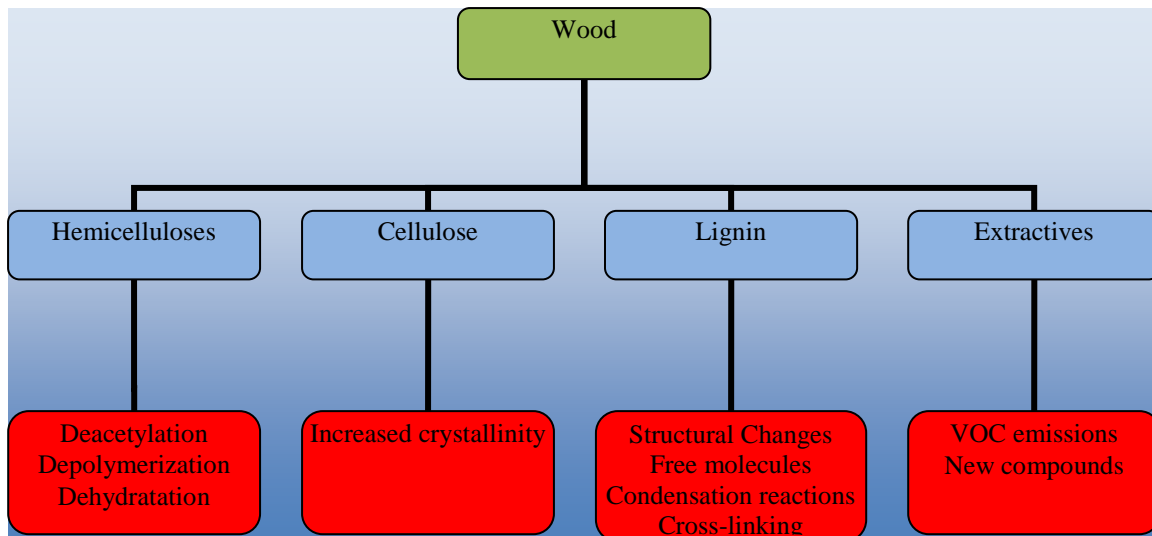 Wood
Hemicelluloses
Cellulose
Lignin
Extractives
Deacetylation
Depolymerization
Dehydratation
Increased crystallinity
Structural Changes
Free molecules
Condensation reactions
Cross-linking
VOC emissions
New compounds